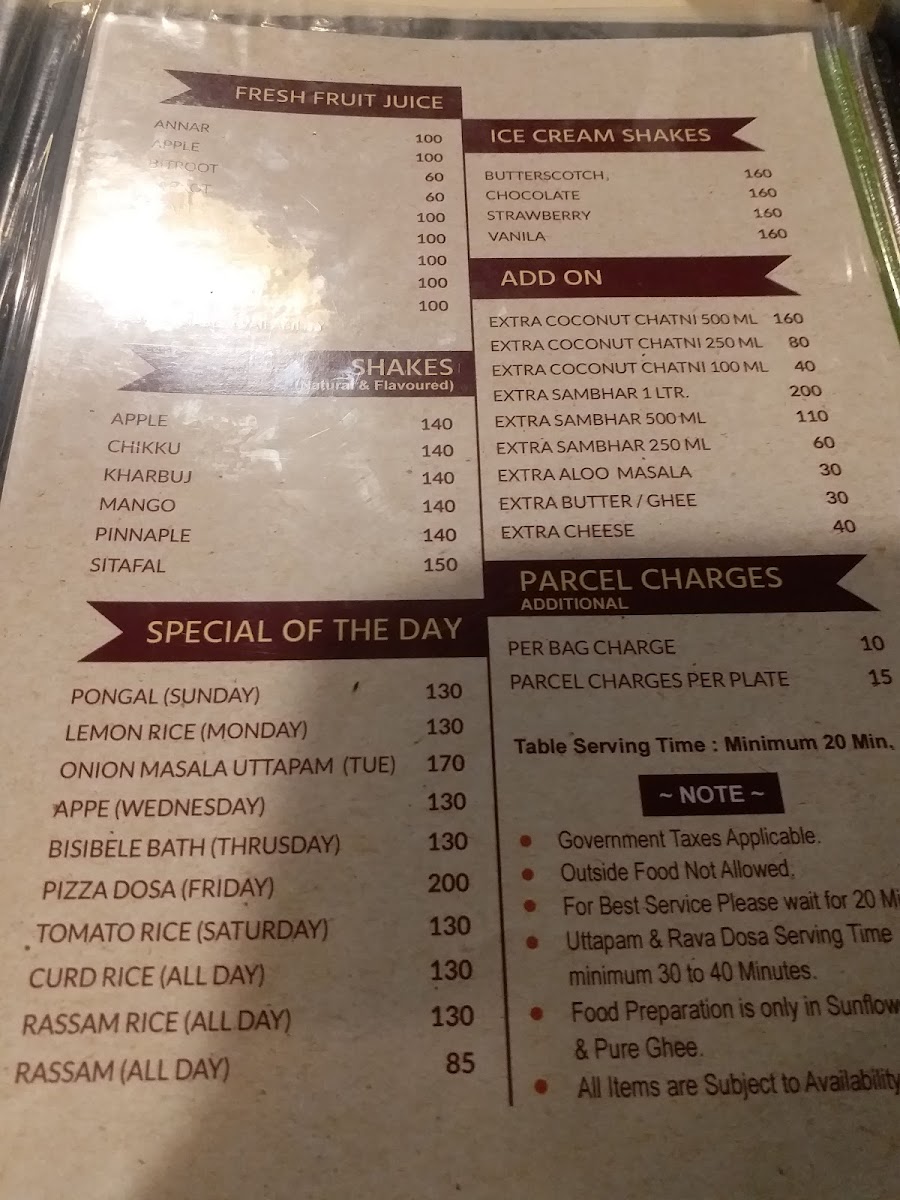 FRESH FRUIT JUICE
ANNAR 100
APPLE 100
60
60
100
100
100
100
100
SHAKES
(Natural & Flavoured)
APPLE 140
CHIKKU 140
KHARBUJ 140
MANGO 140
PINNAPLE 140
SITAFAL 150
SPECIAL OF THE DAY
PONGAL (SUNDAY) 130
LEMON RICE (MONDAY) 130
ONION MASALA UTTAPAM (TUE) 170
APPE (WEDNESDAY) 130
BISIBELE BATH (THRUSDAY) 130
PIZZA DOSA (FRIDAY) 200
TOMATO RICE (SATURDAY) 130
CURD RICE (ALL DAY) 130
RASSAM RICE (ALL DAY) 130
RASSAM (ALL DAY) 85
ICE CREAM SHAKES
BUTTERSCOTCH, 160
CHOCOLATE 160
STRAWBERRY 160
VANILA 160
ADD ON
EXTRA COCONUT CHATNI 500 ML 160
EXTRA COCONUT CHATNI 250 ML 80
EXTRA COCONUT CHATNI 100 ML 40
EXTRA SAMBHAR 1 LTR. 200
EXTRA SAMBHAR 500 ML 110
EXTRA SAMBHAR 250 ML 60
EXTRA ALOO MASALA 30
EXTRA BUTTER / GHEE 30
EXTRA CHEESE 40
PARCEL CHARGES
ADDITIONAL
PER BAG CHARGE 10
PARCEL CHARGES PER PLATE 15
Table Serving Time : Minimum 20 Min.
~ NOTE ~
Government Taxes Applicable.
Outside Food Not Allowed.
For Best Service Please wait for 20
Uttapam & Rava Dosa Serving Time
minimum 30 to 40 Minutes.
Food Preparation is only in
& Pure Ghee.
All Items are Subject to Availability